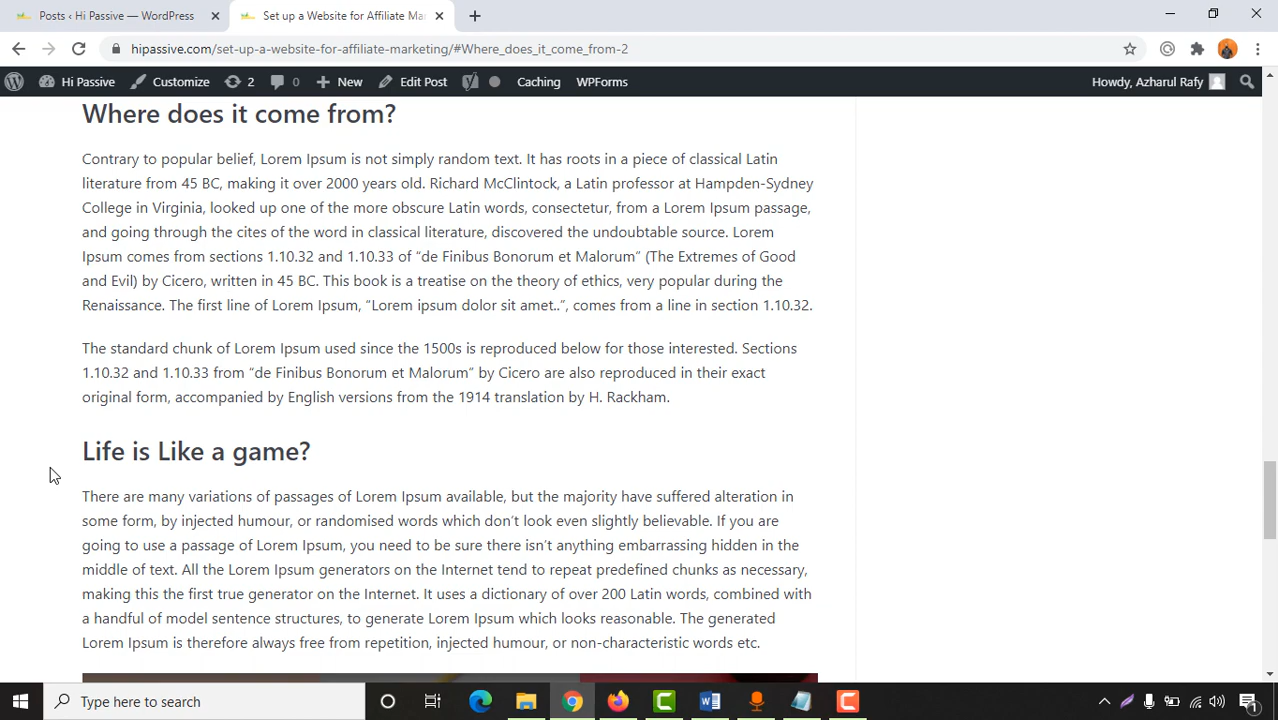 Posts ‹ Hi Passive — WordPress
Set up a Website for Affiliate Mar
hipassive.com/set-up-a-website-for-affiliate-marketing/#Where_does_it_come_from-2
Hi Passive Customize 2 0 New Edit Post Caching WPForms Howdy, Azharul Rafy
Where does it come from?
Contrary to popular belief, Lorem Ipsum is not simply random text. It has roots in a piece of classical Latin
literature from 45 BC, making it over 2000 years old. Richard McClintock, a Latin professor at Hampden-Sydney
College in Virginia, looked up one of the more obscure Latin words, consectetur, from a Lorem Ipsum passage,
and going through the cites of the word in classical literature, discovered the undoubtable source. Lorem
Ipsum comes from sections 1.10.32 and 1.10.33 of “de Finibus Bonorum et Malorum” (The Extremes of Good
and Evil) by Cicero, written in 45 BC. This book is a treatise on the theory of ethics, very popular during the
Renaissance. The first line of Lorem Ipsum, “Lorem ipsum dolor sit amet..”, comes from a line in section 1.10.32.
The standard chunk of Lorem Ipsum used since the 1500s is reproduced below for those interested. Sections
1.10.32 and 1.10.33 from “de Finibus Bonorum et Malorum” by Cicero are also reproduced in their exact
original form, accompanied by English versions from the 1914 translation by H. Rackham.
Life is Like a game?
There are many variations of passages of Lorem Ipsum available, but the majority have suffered alteration in
some form, by injected humour, or randomised words which don’t look even slightly believable. If you are
going to use a passage of Lorem Ipsum, you need to be sure there isn’t anything embarrassing hidden in the
middle of text. All the Lorem Ipsum generators on the Internet tend to repeat predefined chunks as necessary,
making this the first true generator on the Internet. It uses a dictionary of over 200 Latin words, combined with
a handful of model sentence structures, to generate Lorem Ipsum which looks reasonable. The generated
Lorem Ipsum is therefore always free from repetition, injected humour, or non-characteristic words etc.
Type here to search
1